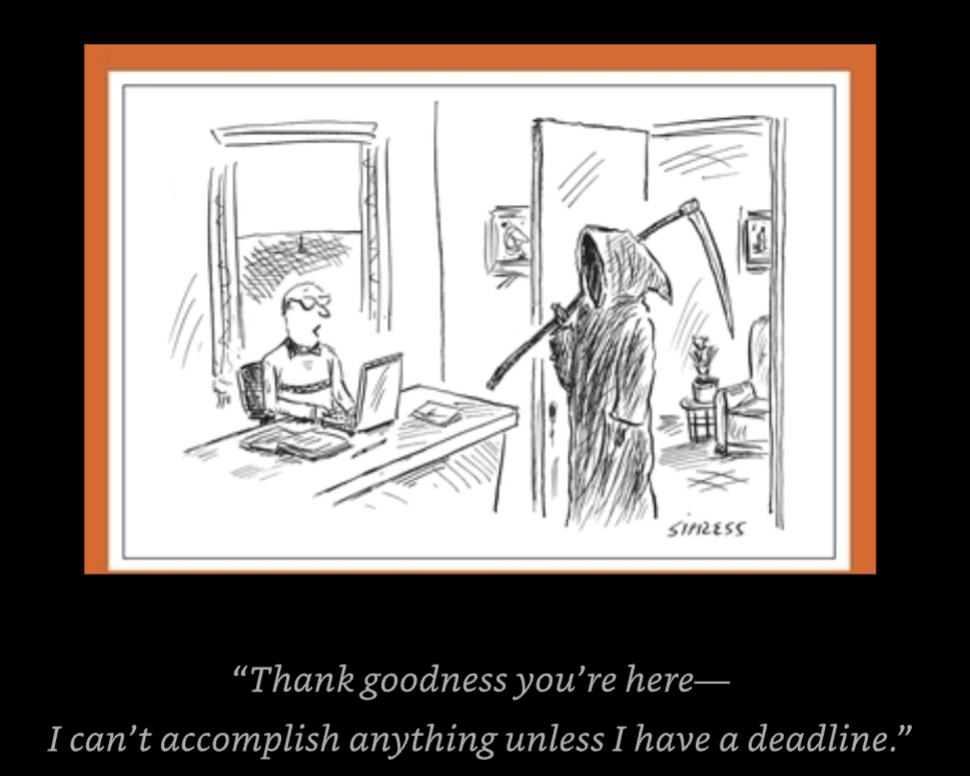 SIPRESS
“Thank goodness you’re here—
I can’t accomplish anything unless I have a deadline.”